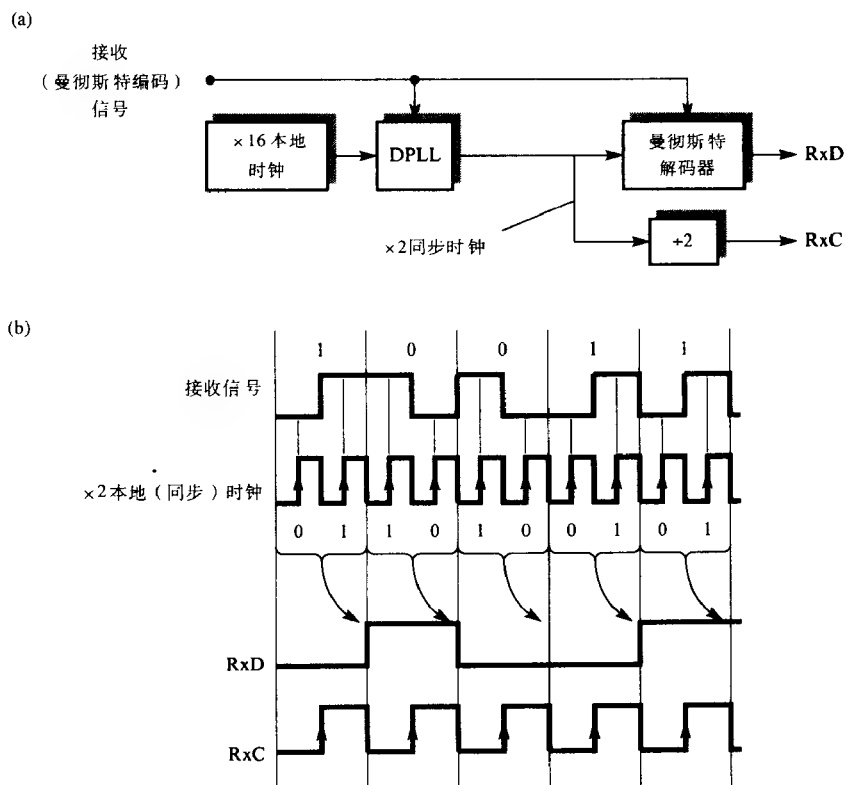 (a)
接收
（曼彻斯特编码）
信号
×16本地
时钟
DPLL
曼彻斯特
解码器
RxD
×2同步时钟
÷2
RxC
(b)
1 0 0 1 1
接收信号
×2本地（同步）时钟
0 1 1 0 1 0 0 1 0 1
RxD
RxC